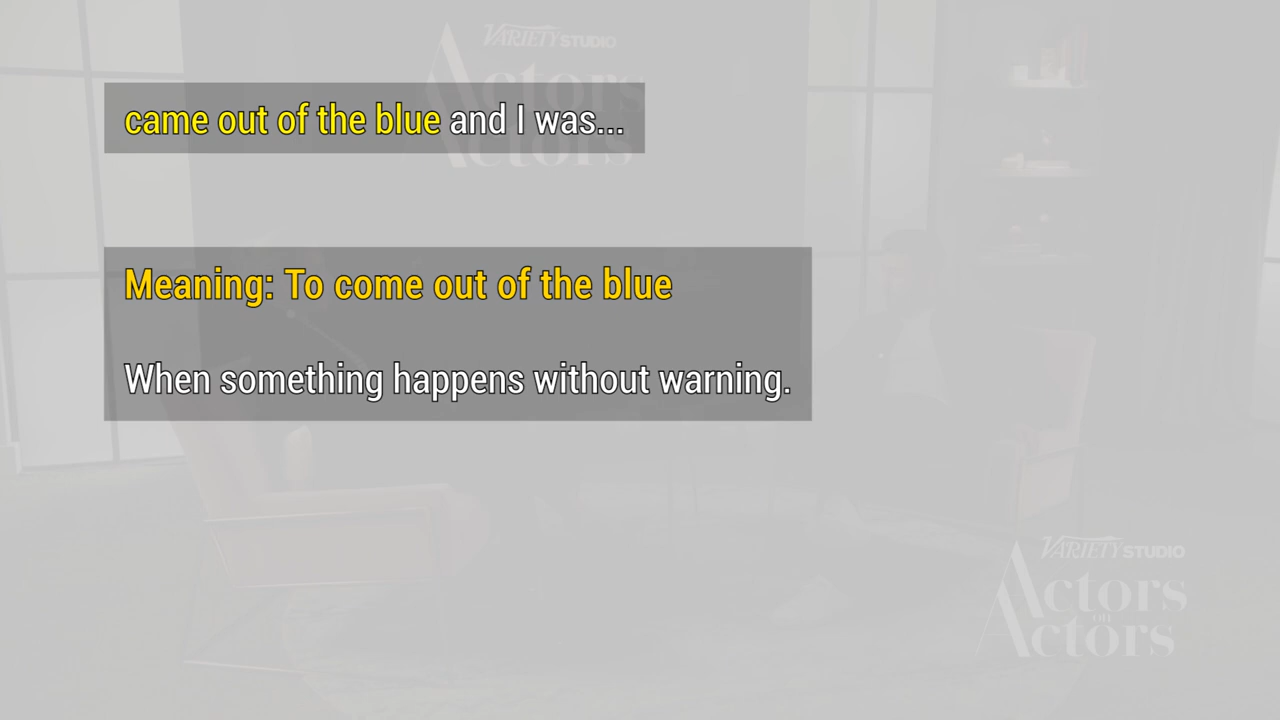 VARIETY STUDIO
Actors
Actors
came out of the blue and I was...
Meaning: To come out of the blue
When something happens without warning.
VARIETY STUDIO
Actors
on
Actors